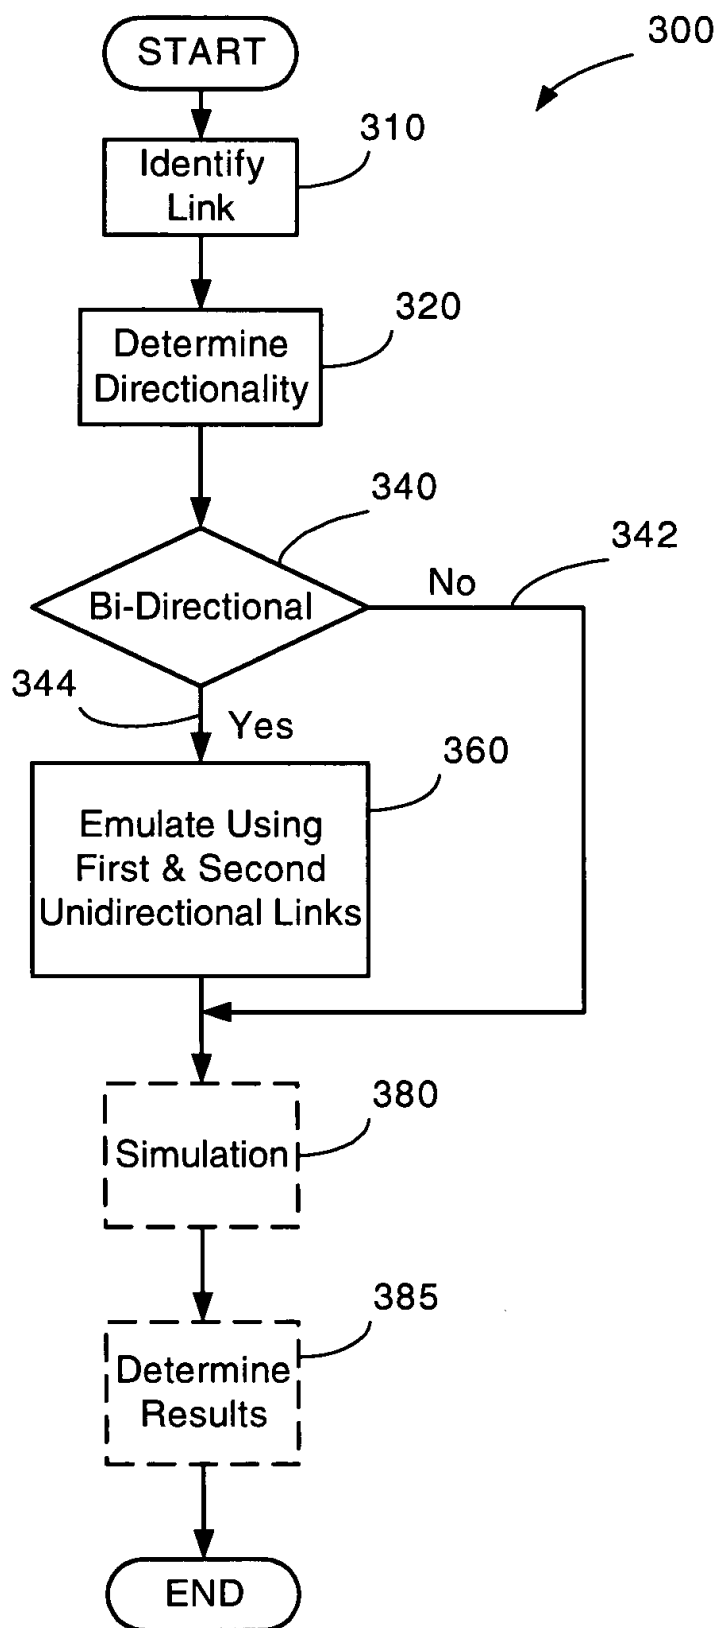 START
300
310
Identify
Link
320
Determine
Directionality
340
342
Bi-Directional
No
344
Yes
360
Emulate Using
First & Second
Unidirectional Links
380
Simulation
385
Determine
Results
END